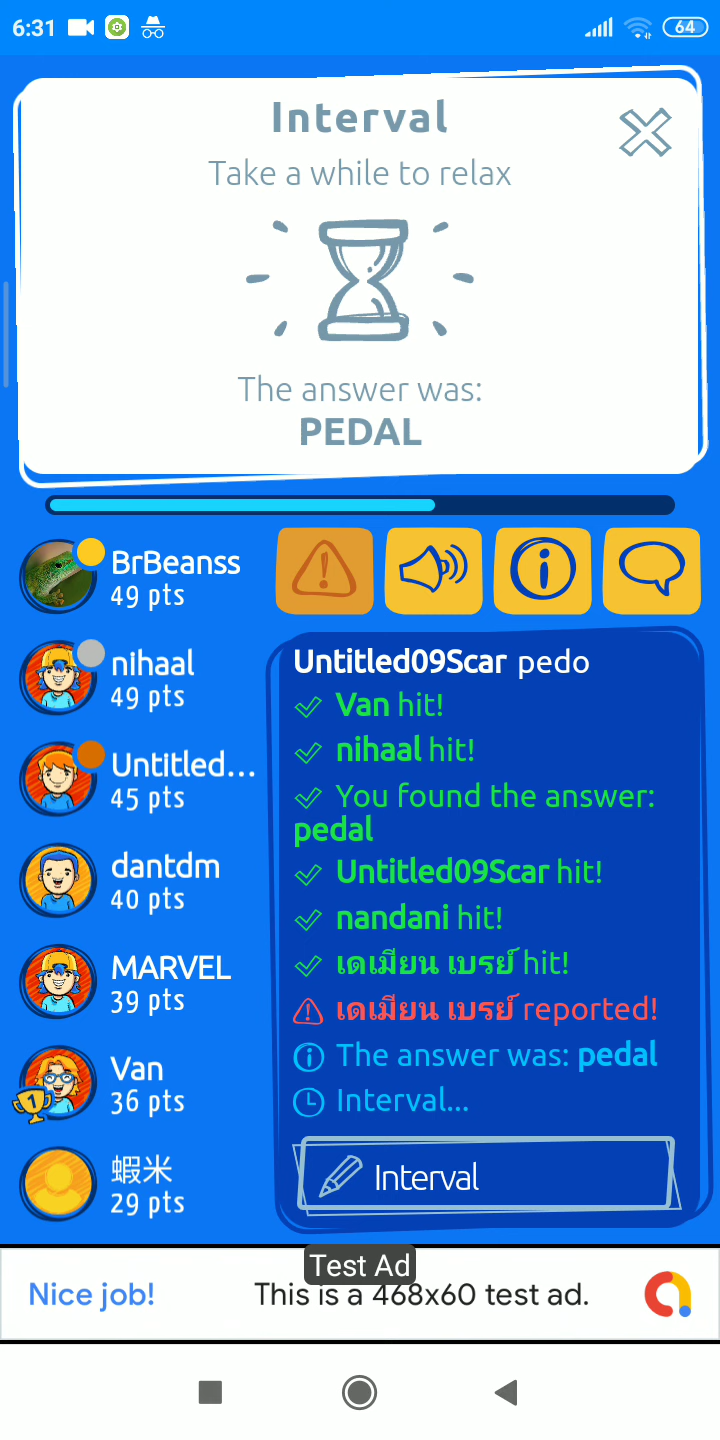 6:31
64
Interval
Take a while to relax
The answer was:
PEDAL
BrBeanss
49 pts
nihaal
49 pts
Untitled...
45 pts
dantdm
40 pts
MARVEL
39 pts
1
Van
36 pts
蝦米
29 pts
Untitled09Scar pedo
Van hit!
nihaal hit!
You found the answer:
pedal
Untitled09Scar hit!
nandani hit!
เดเมียน เบรย์ hit!
เดเมียน เบรย์ reported!
The answer was: pedal
Interval...
Interval
Test Ad
Nice job!
This is a 468x60 test ad.